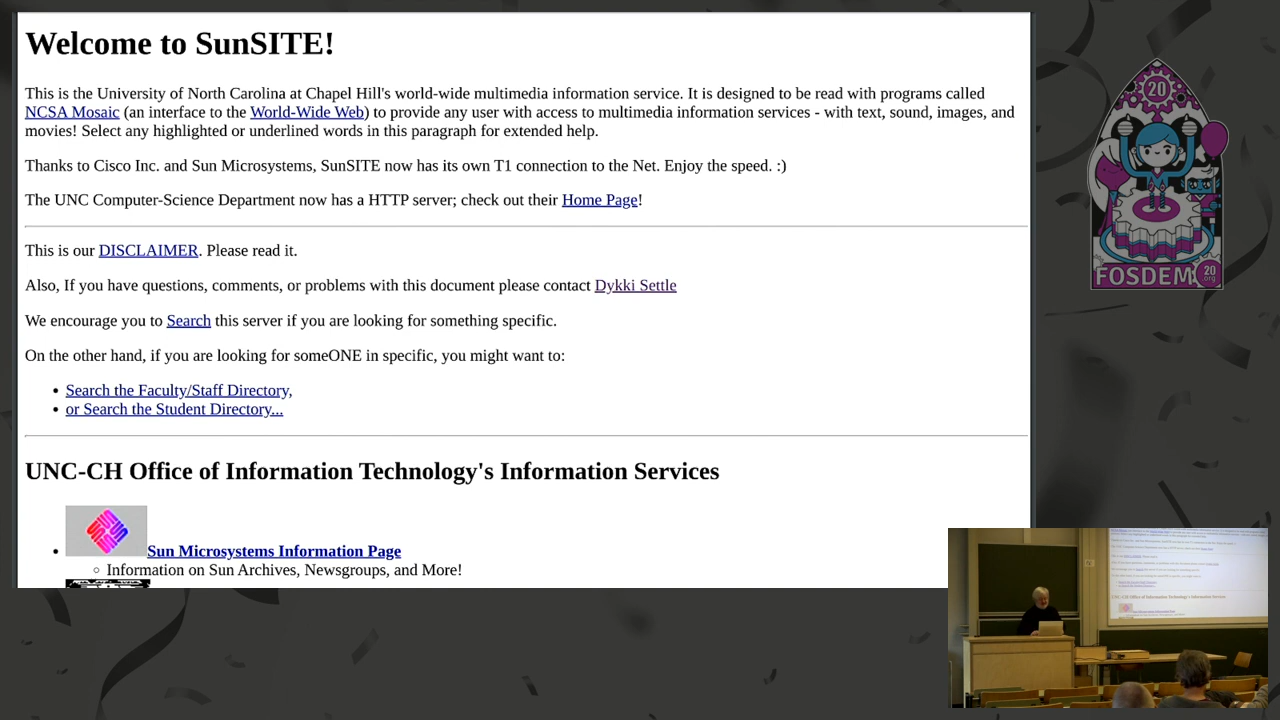 Welcome to SunSITE!
This is the University of North Carolina at Chapel Hill's world-wide multimedia information service. It is designed to be read with programs called
NCSA Mosaic (an interface to the World-Wide Web) to provide any user with access to multimedia information services - with text, sound, images, and
movies! Select any highlighted or underlined words in this paragraph for extended help.
Thanks to Cisco Inc. and Sun Microsystems, SunSITE now has its own T1 connection to the Net. Enjoy the speed. :)
The UNC Computer-Science Department now has a HTTP server; check out their Home Page!
This is our DISCLAIMER. Please read it.
Also, If you have questions, comments, or problems with this document please contact Dykki Settle
We encourage you to Search this server if you are looking for something specific.
On the other hand, if you are looking for someONE in specific, you might want to:
• Search the Faculty/Staff Directory,
• or Search the Student Directory...
UNC-CH Office of Information Technology's Information Services
• Sun Microsystems Information Page
◦ Information on Sun Archives, Newsgroups, and More!
20
FOSDEM 20
.org